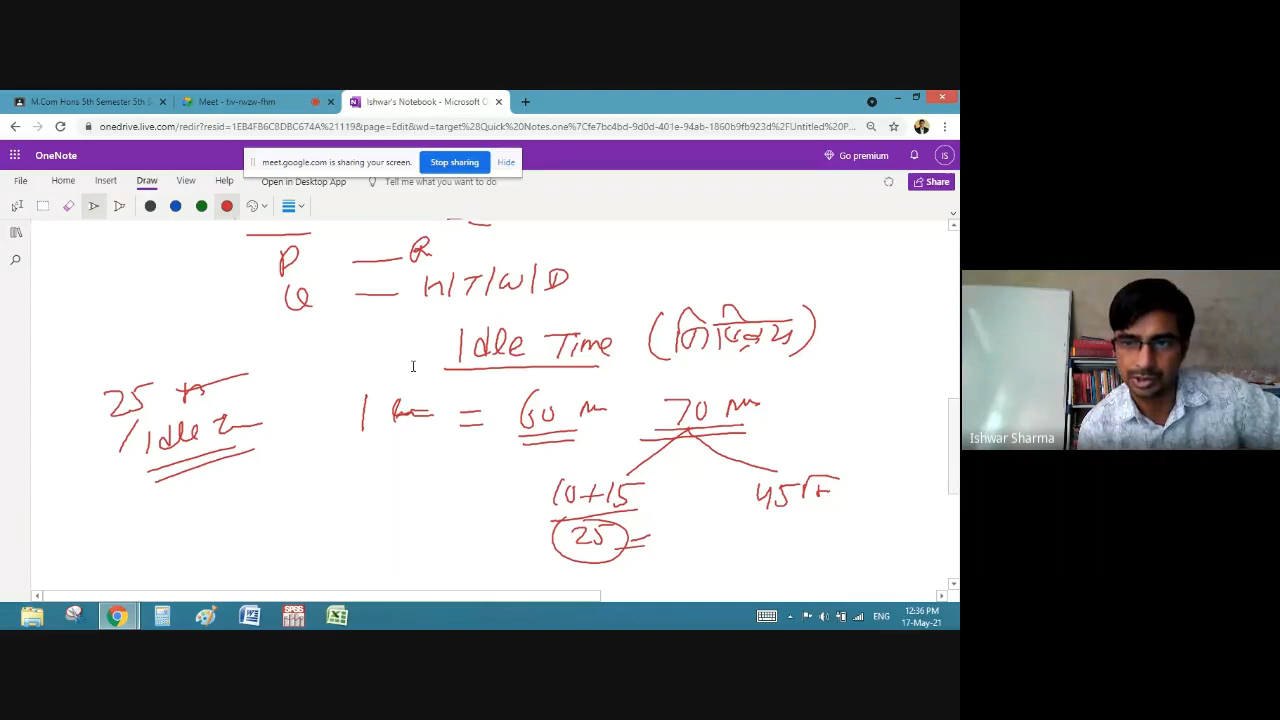 M.Com Hons 5th Semester 5th S
Meet - tiv-rwzw-fhm
Ishwar's Notebook - Microsoft O
onedrive.live.com/redir?resid=1EB4FB6C8DBC674A%21119&page=Edit&wd=target%28Quick%20Notes.one%7Cfe7bc4bd-9d0d-401e-94ab-1860b9fb923d%2FUntitled%20P...
OneNote
meet.google.com is sharing your screen.
Stop sharing
Hide
Go premium
IS
File
Home
Insert
Draw
View
Help
Open in Desktop App
Tell me what you want to do
Share
P — R
Q — H/T/W/D
Idle Time
25
Idle
1 = 60 70
10+15
45
25 =
Ishwar Sharma
SPSS
ENG
12:36 PM
17-May-21